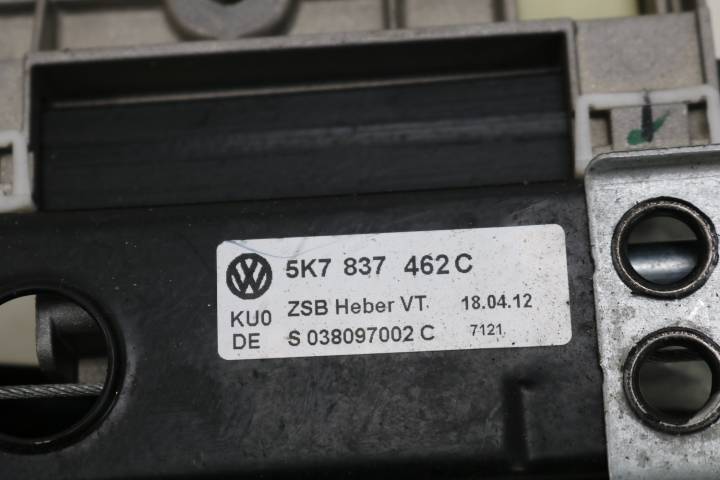 5K7 837 462 C
KU0 ZSB Heber VT. 18.04.12
DE S 038097002 C 7121